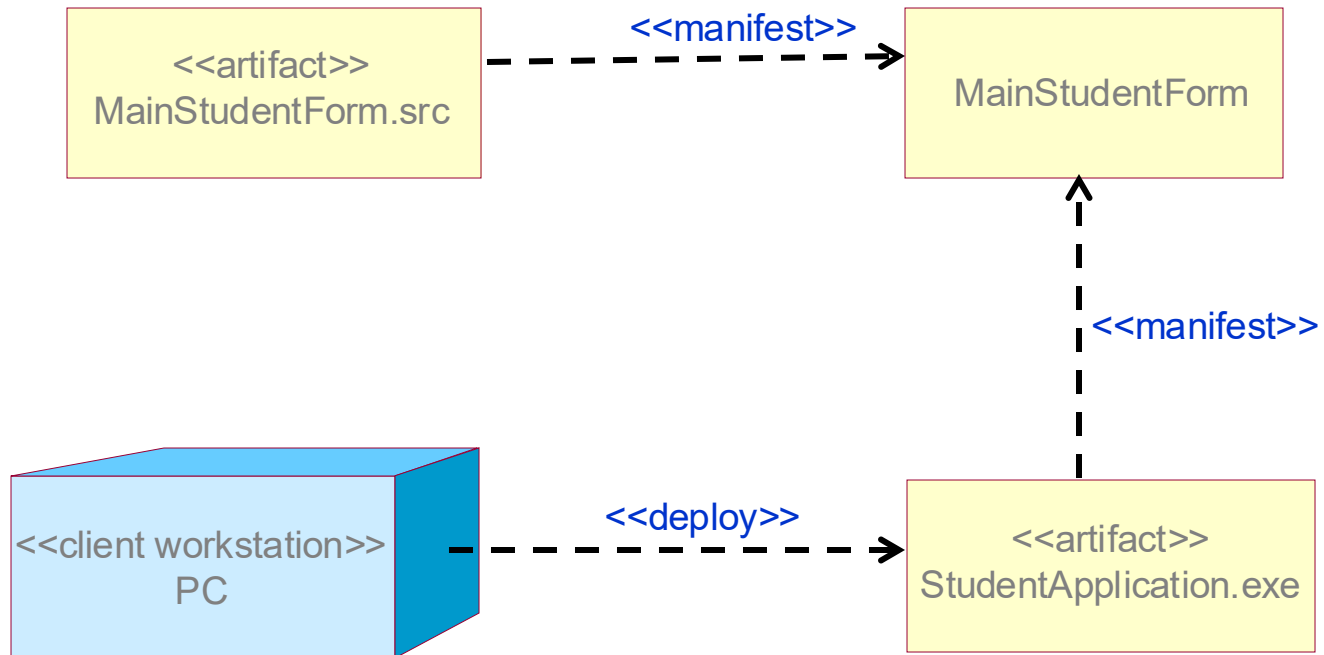 <<manifest>>
<<artifact>>
MainStudentForm.src
MainStudentForm
<<manifest>>
<<client workstation>>
PC
<<deploy>>
<<artifact>>
StudentApplication.exe